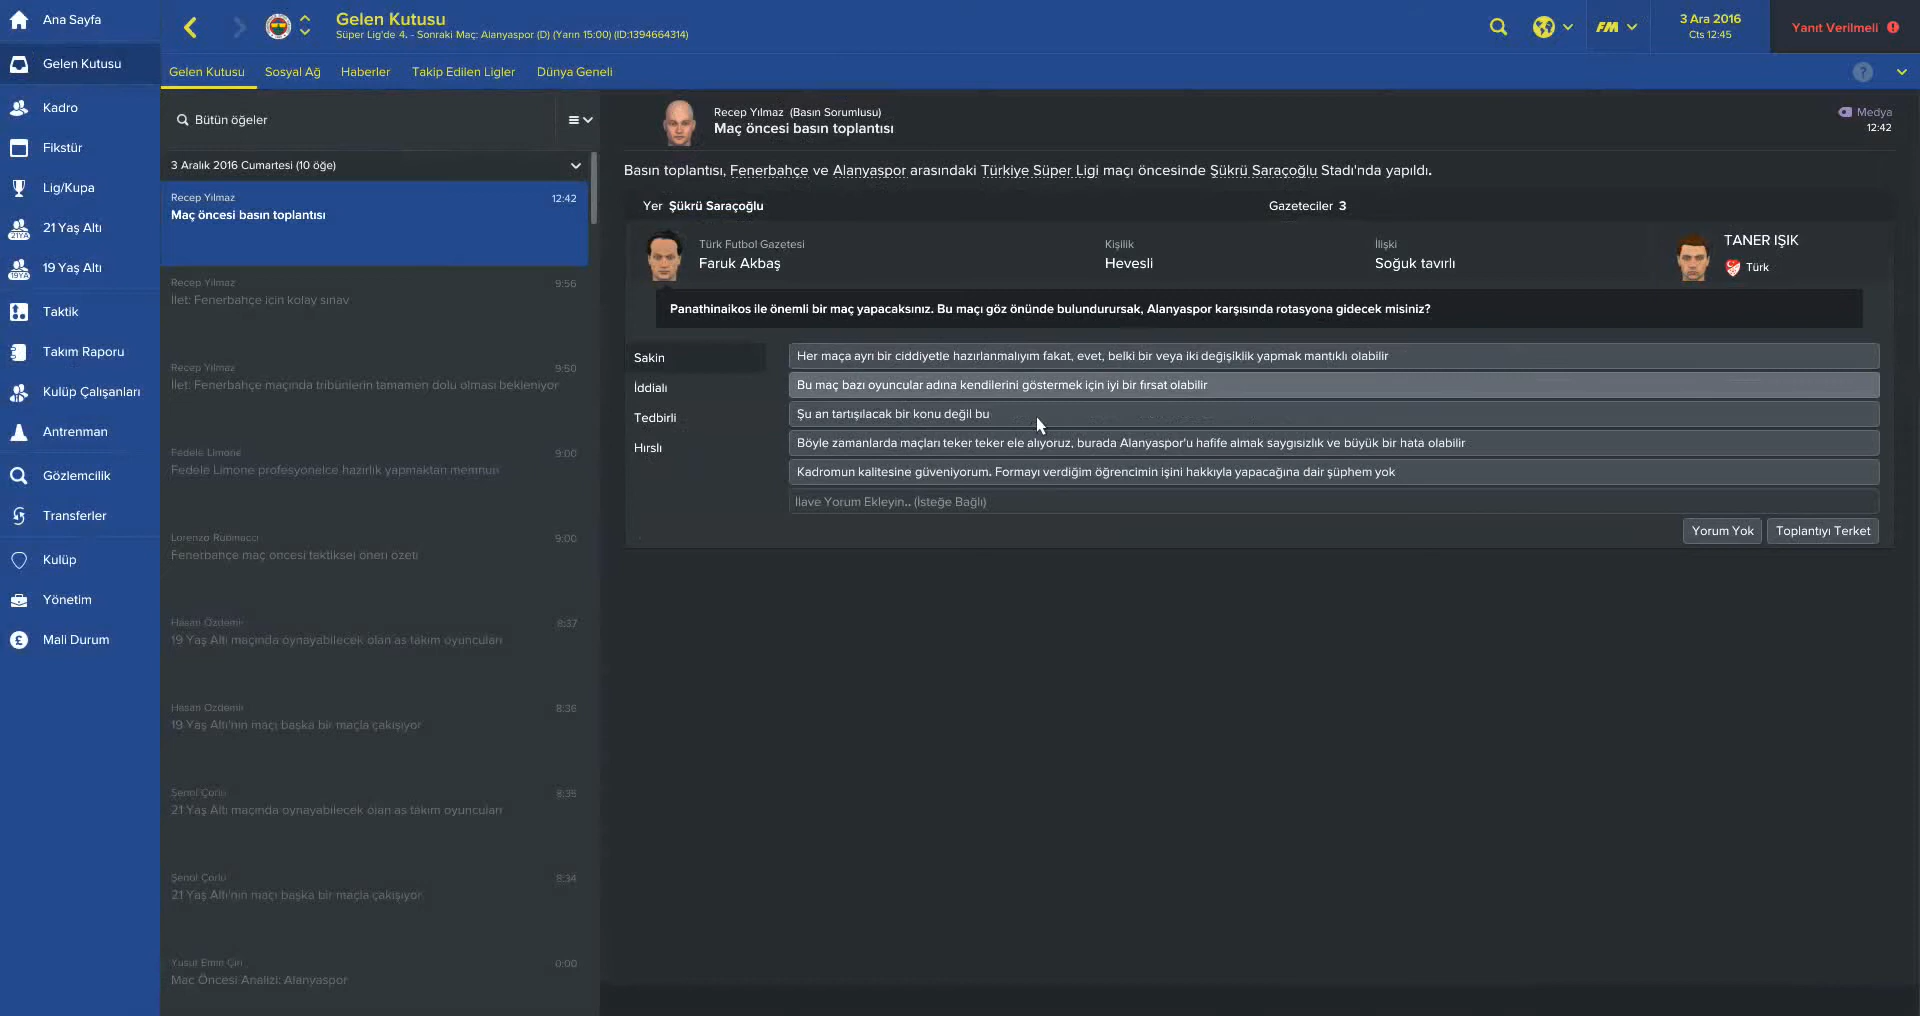 Ana Sayfa
Gelen Kutusu
Kadro
Fikstür
Lig/Kupa
21 Yaş Altı
19 Yaş Altı
Taktik
Takım Raporu
Kulüp Çalışanları
Antrenman
Gözlemcilik
Transferler
Kulüp
Yönetim
Mali Durum
Gelen Kutusu
Süper Lig'de 4. - Sonraki Maç: Alanyaspor (D) (Yarın 15:00) (ID:1394664314)
FM
3 Ara 2016
Cts 12:45
Yanıt Verilmeli
Gelen Kutusu Sosyal Ağ Haberler Takip Edilen Ligler Dünya Geneli
Bütün öğeler
3 Aralık 2016 Cumartesi (10 öğe)
Recep Yılmaz 12:42
Maç öncesi basın toplantısı
Recep Yılmaz 9:56
İlet: Fenerbahçe için kolay sınav
Recep Yılmaz 9:50
İlet: Fenerbahçe maçında tribünlerin tamamen dolu olması bekleniyor
Fedele Limone 9:00
Fedele Limone profesyonelce hazırlık yapmaktan memnun
Lorenzo Rubinacci 9:00
Fenerbahçe maç öncesi taktiksel öneri özeti
Hasan Özdemir 8:37
19 Yaş Altı maçında oynayabilecek olan as takım oyuncuları
Hasan Özdemir 8:36
19 Yaş Altı'nın maçı başka bir maçla çakışıyor
Şenol Çorlu 8:35
21 Yaş Altı maçında oynayabilecek olan as takım oyuncuları
Şenol Çorlu 8:34
21 Yaş Altı'nın maçı başka bir maçla çakışıyor
Yusuf Emre Çiri 0:00
Maç Öncesi Analizi: Alanyaspor
Recep Yılmaz (Basın Sorumlusu)
Maç öncesi basın toplantısı
Medya
12:42
Basın toplantısı, Fenerbahçe ve Alanyaspor arasındaki Türkiye Süper Ligi maçı öncesinde Şükrü Saraçoğlu Stadı'nda yapıldı.
Yer Şükrü Saraçoğlu
Gazeteciler 3
Türk Futbol Gazetesi
Faruk Akbaş
Kişilik
Hevesli
İlişki
Soğuk tavırlı
TANER IŞIK
Türk
Panathinaikos ile önemli bir maç yapacaksınız. Bu maçı göz önünde bulundurursak, Alanyaspor karşısında rotasyona gidecek misiniz?
Sakin
İddialı
Tedbirli
Hırslı
Her maça ayrı bir ciddiyetle hazırlanmalıyım fakat, evet, belki bir veya iki değişiklik yapmak mantıklı olabilir
Bu maç bazı oyuncular adına kendilerini göstermek için iyi bir fırsat olabilir
Şu an tartışılacak bir konu değil bu
Böyle zamanlarda maçları teker teker ele alıyoruz, burada Alanyaspor'u hafife almak saygısızlık ve büyük bir hata olabilir
Kadromun kalitesine güveniyorum. Formayı verdiğim öğrencimin işini hakkıyla yapacağına dair şüphem yok
İlave Yorum Ekleyin.. (İsteğe Bağlı)
Yorum Yok
Toplantıyı Terket